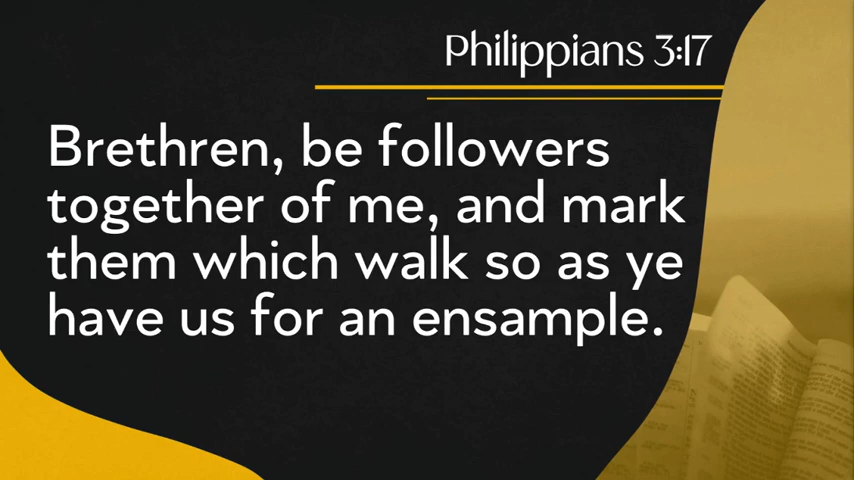 Philippians 3:17
Brethren, be followers
together of me, and mark
them which walk so as ye
have us for an ensample.